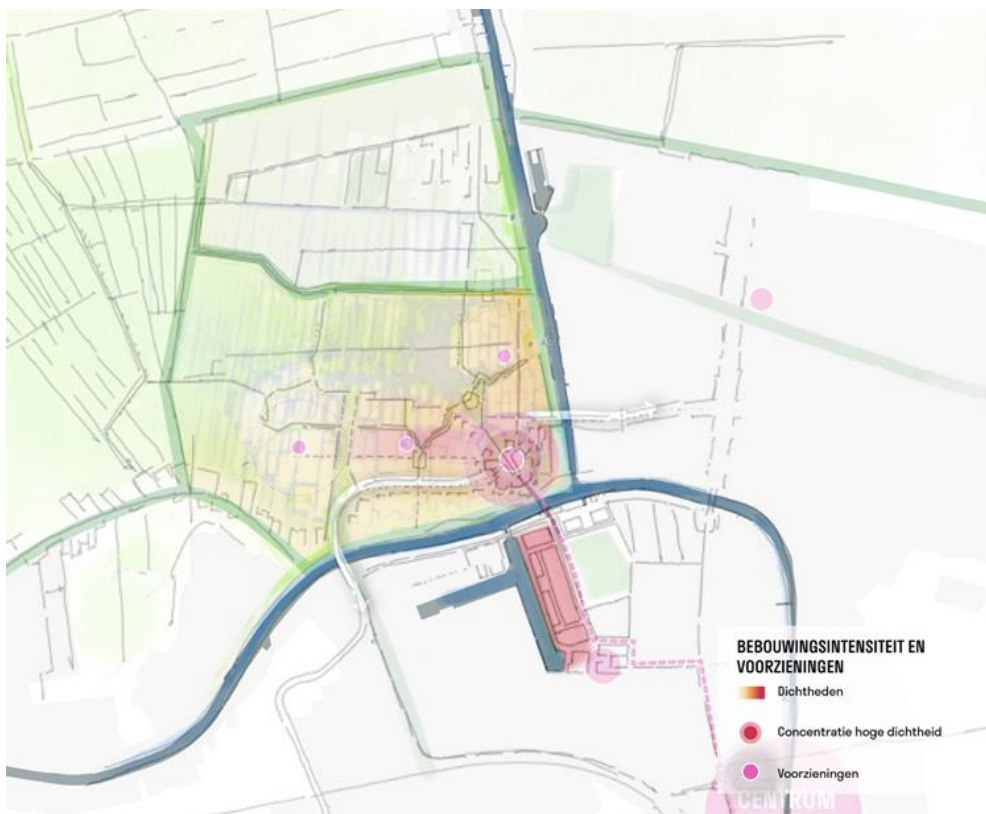 BEBOUWINGSINTENSITEIT EN
VOORZIENINGEN
Dichtheden
Concentratie hoge dichtheid
Voorzieningen
CENTRUM